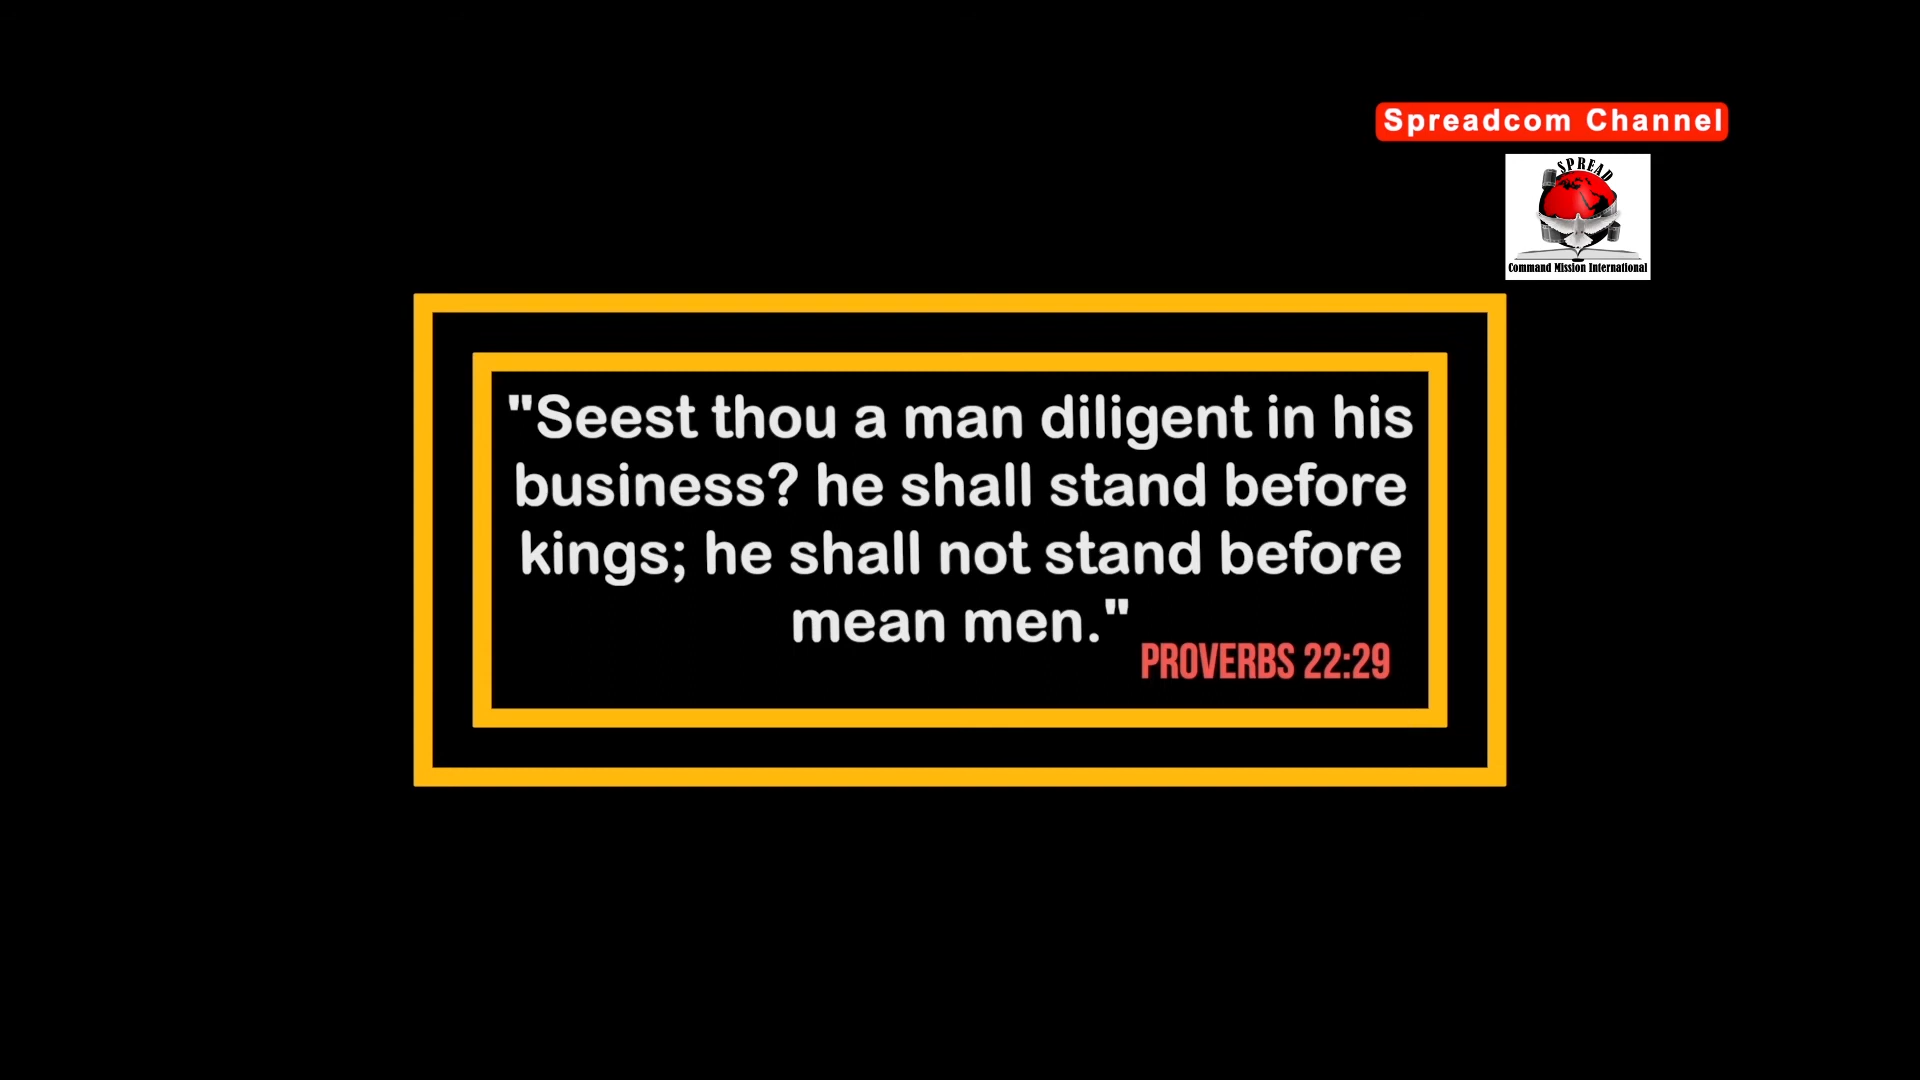 Spreadcom Channel
SPREAD
Command Mission International
"Seest thou a man diligent in his
business? he shall stand before
kings; he shall not stand before
mean men."
PROVERBS 22:29